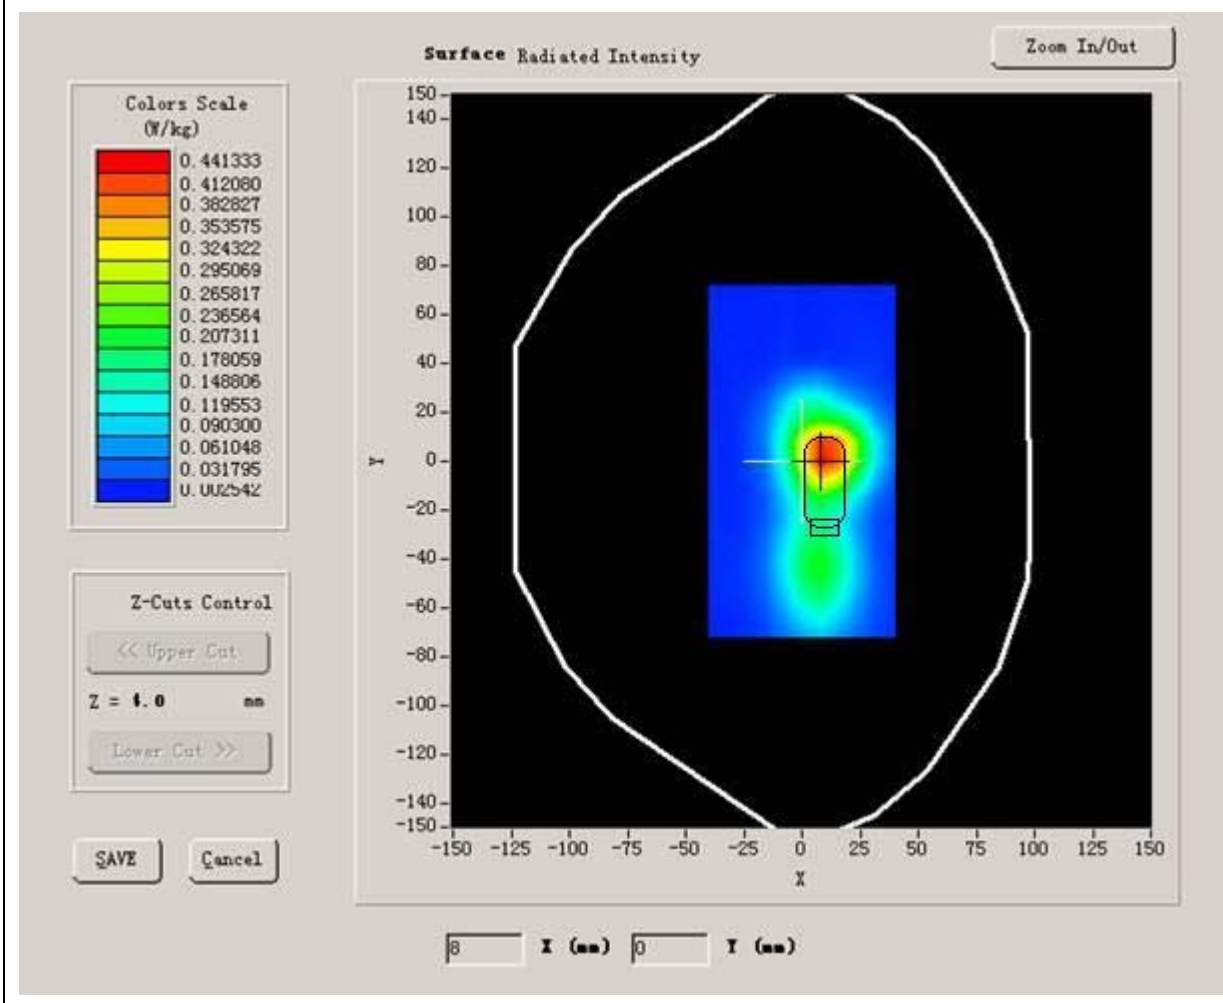 Surface Radiated Intensity
Zoom In/Out
Colors Scale
(W/kg)
0.441333
0.412080
0.382827
0.353575
0.324322
0.295069
0.265817
0.236564
0.207311
0.178059
0.148806
0.119553
0.090300
0.061048
0.031795
0.002542
150
140
120
100
80
60
40
20
0
-20
-40
-60
-80
-100
-120
-140
-150
Y
-150 -125 -100 -75 -50 -25 0 25 50 75 100 125 150
X
Z-Cuts Control
<< Upper Cut
Z = mm
Lower Cut >>
SAVE
Cancel
8 X (mm) 0 Y (mm)